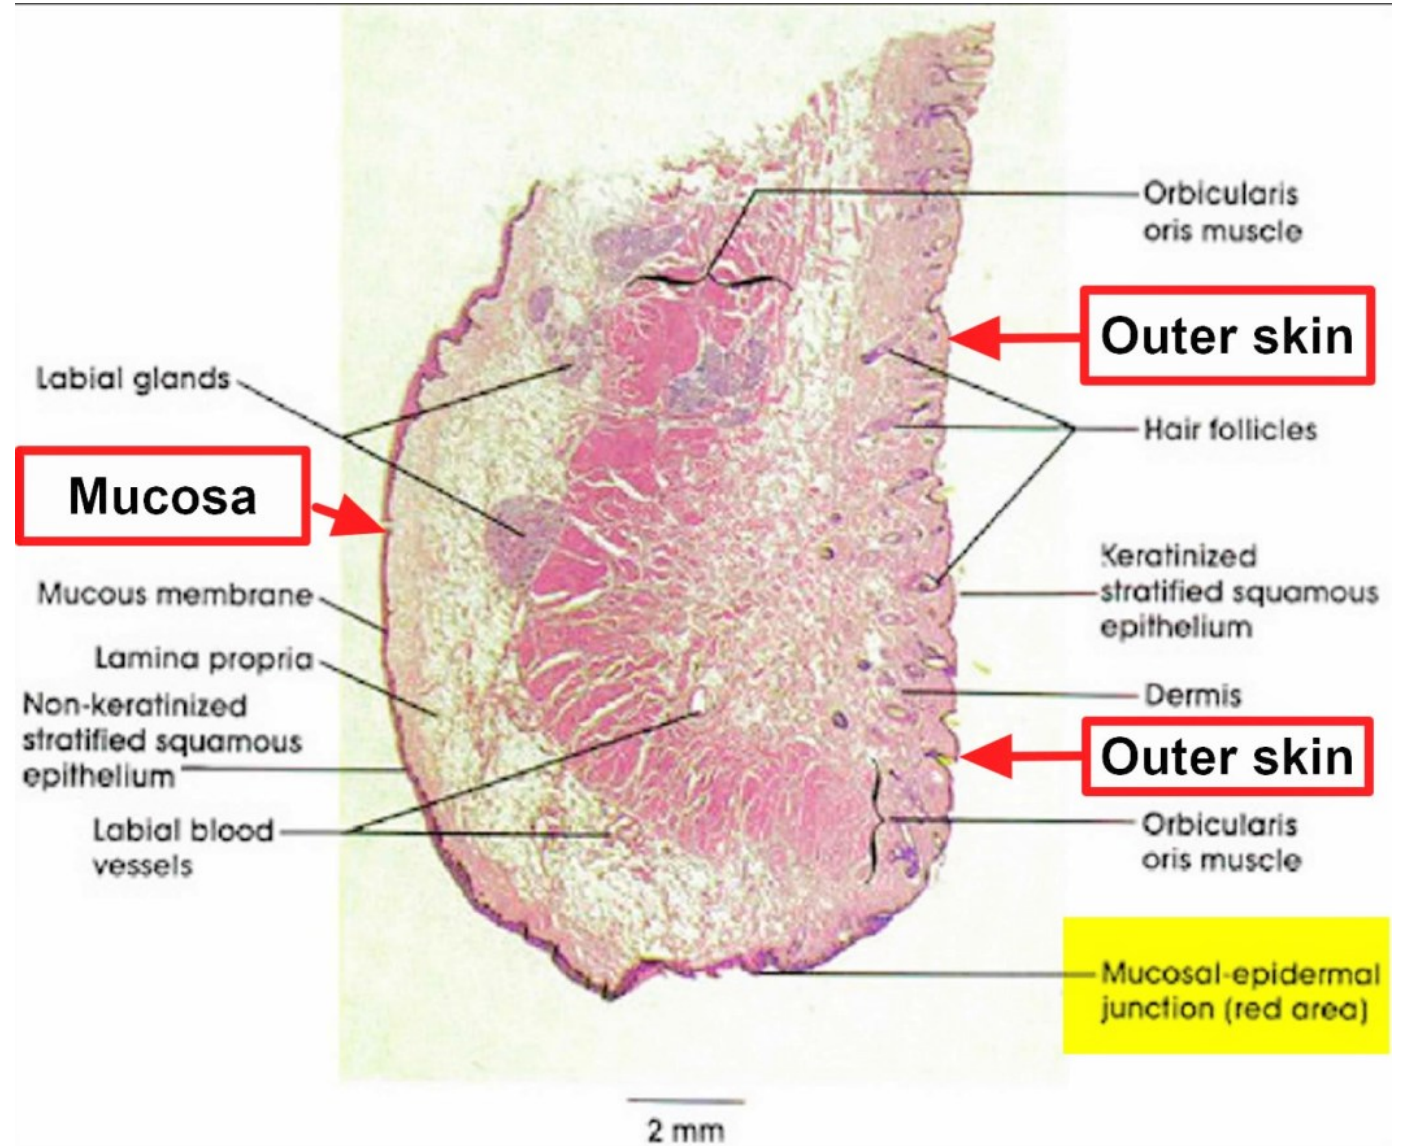 Orbicularis
oris muscle
Outer skin
Labial glands
Hair follicles
Mucosa
Keratinized
stratified squamous
epithelium
Mucous membrane
Lamina propria
Dermis
Non-keratinized
stratified squamous
epithelium
Outer skin
Labial blood
vessels
Orbicularis
oris muscle
Mucosal-epidermal
junction (red area)
2 mm